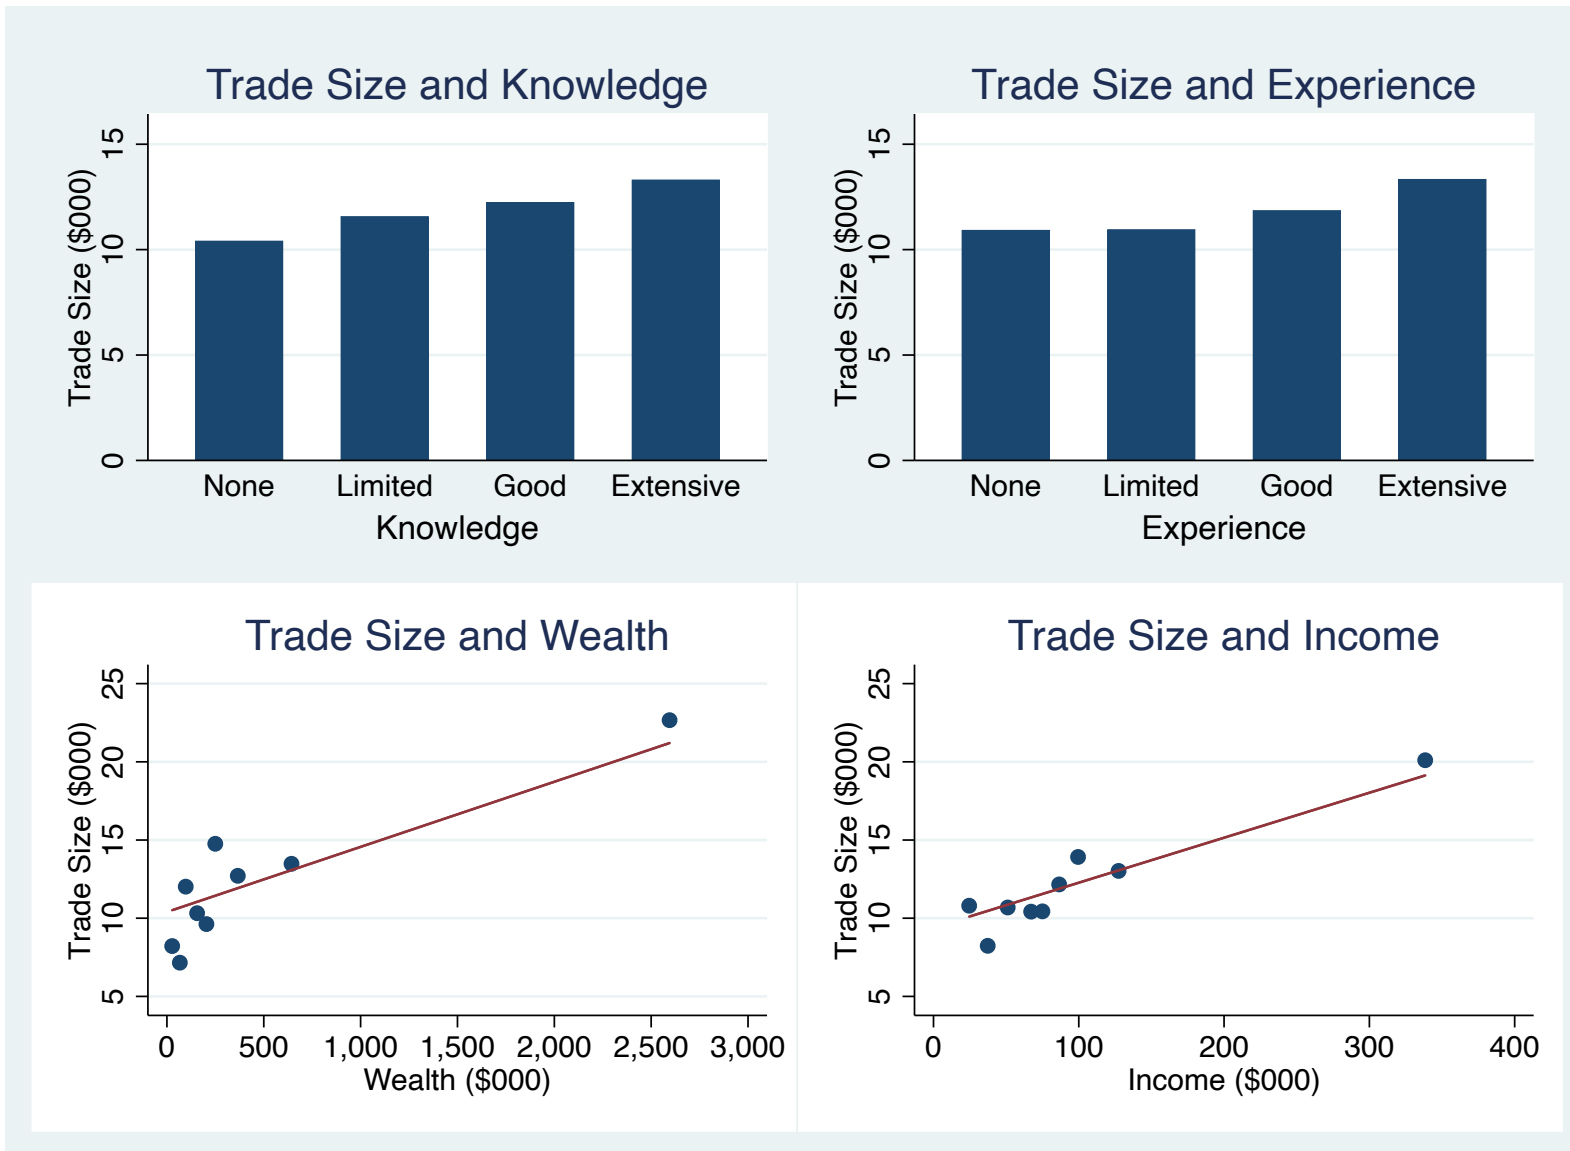 Trade Size and Knowledge
Trade Size ($000)
15
10
5
0
None Limited Good Extensive
Knowledge
Trade Size and Experience
Trade Size ($000)
15
10
5
0
None Limited Good Extensive
Experience
Trade Size and Wealth
Trade Size ($000)
25
20
15
10
5
0 500 1,000 1,500 2,000 2,500 3,000
Wealth ($000)
Trade Size and Income
Trade Size ($000)
25
20
15
10
5
0 100 200 300 400
Income ($000)